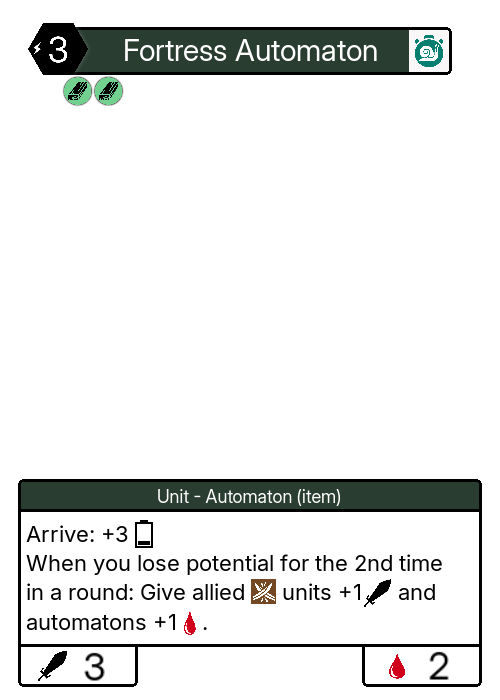 3 Fortress Automaton
Unit - Automaton (item)
Arrive: +3
When you lose potential for the 2nd time
in a round: Give allied units +1 and
automatons +1.
3 2